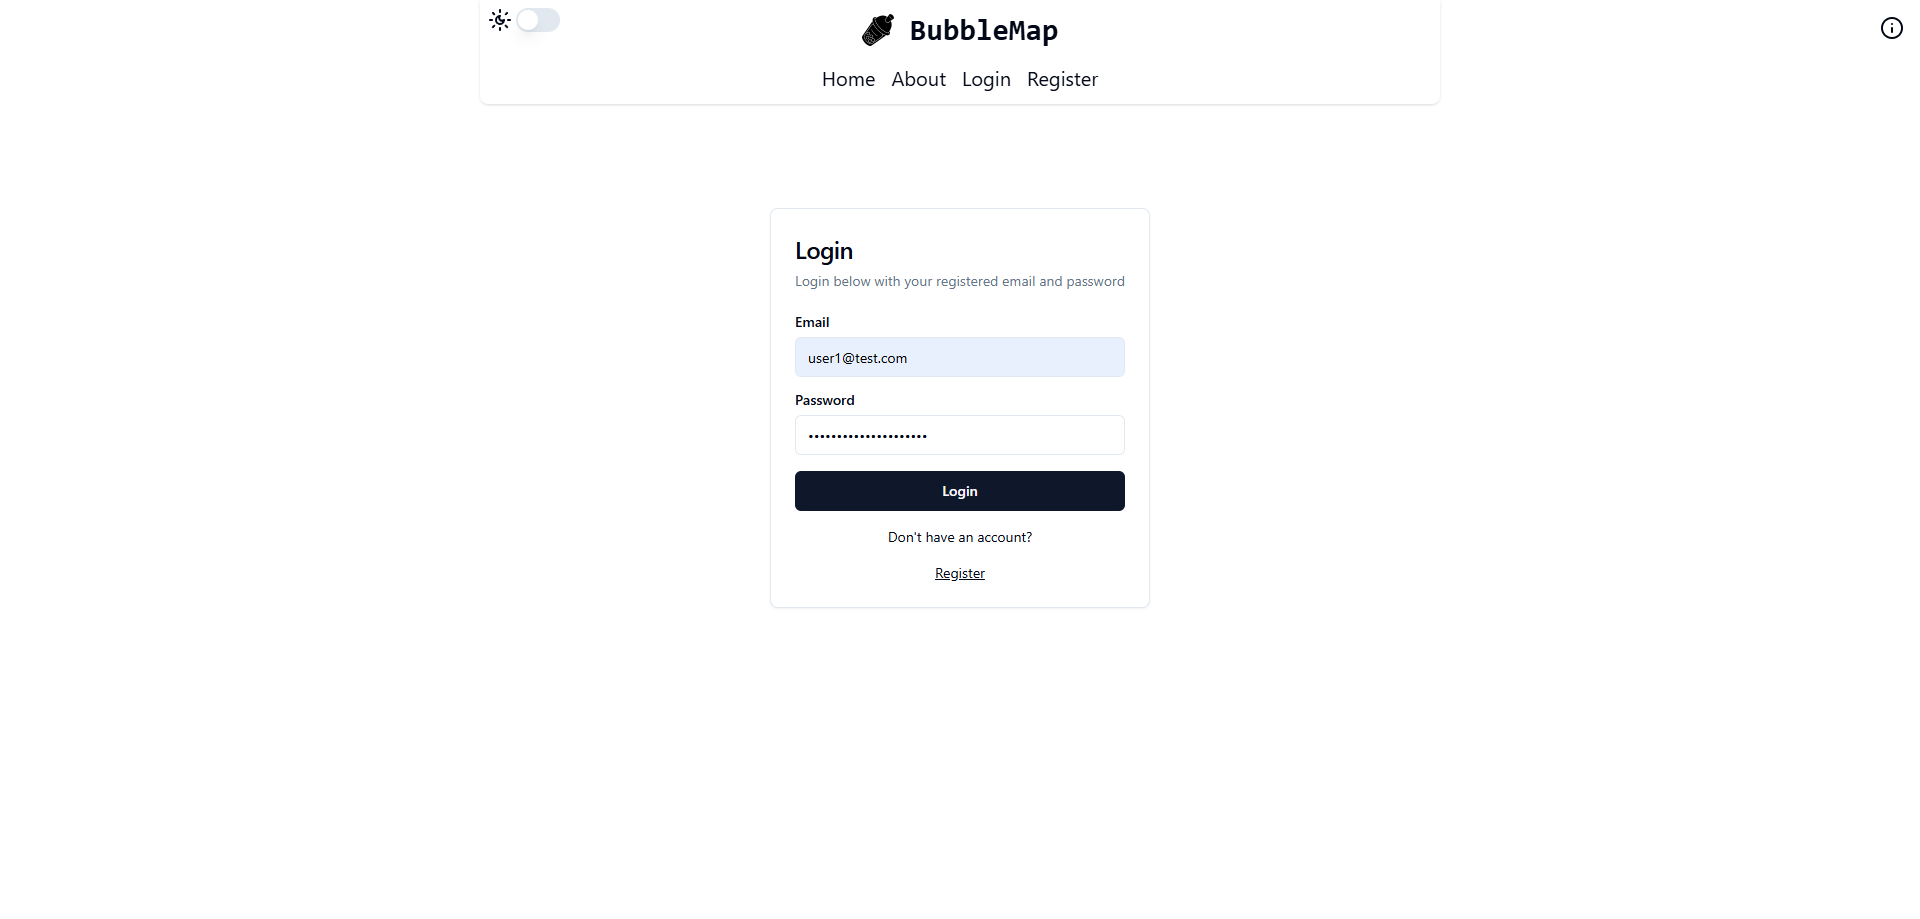 BubbleMap
Home About Login Register
Login
Login below with your registered email and password
Email
user1@test.com
Password
•••••••••••••••••••••
Login
Don't have an account?
Register